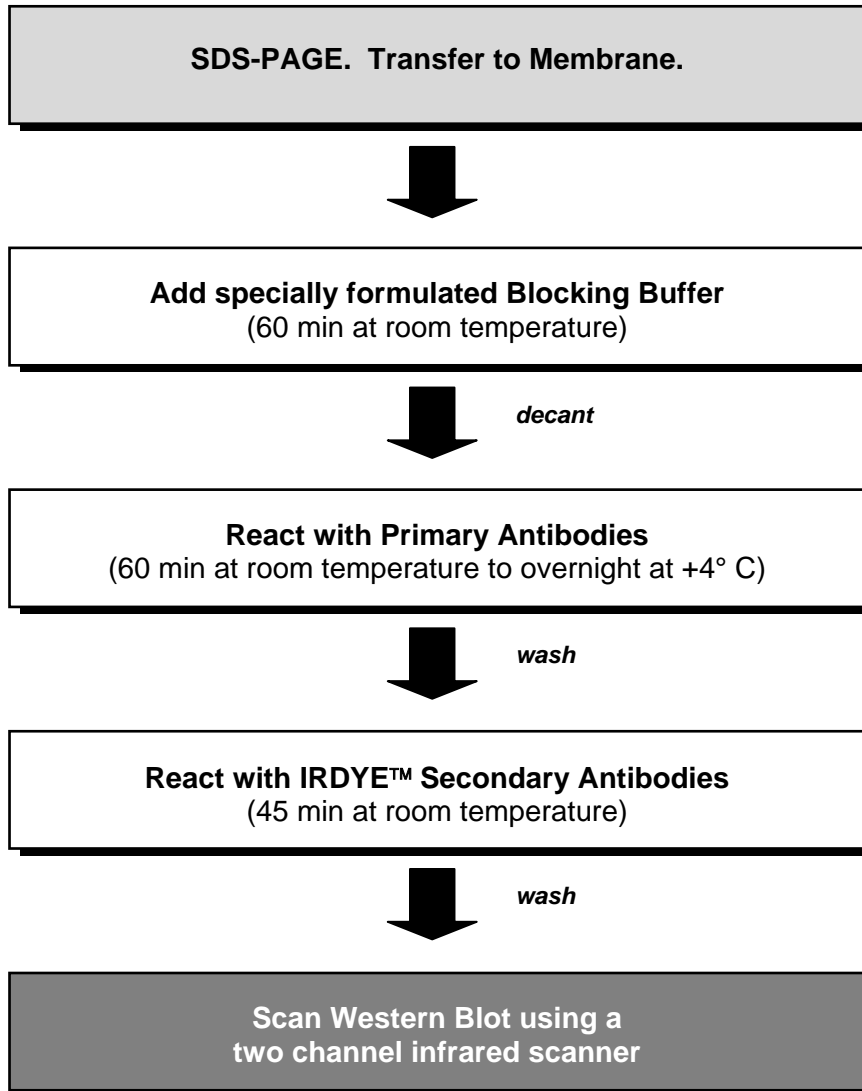 SDS-PAGE.  Transfer to Membrane.
Add specially formulated Blocking Buffer
(60 min at room temperature)
decant
React with Primary Antibodies
(60 min at room temperature to overnight at +4° C)
wash
React with IRDYE™ Secondary Antibodies
(45 min at room temperature)
wash
Scan Western Blot using a
two channel infrared scanner